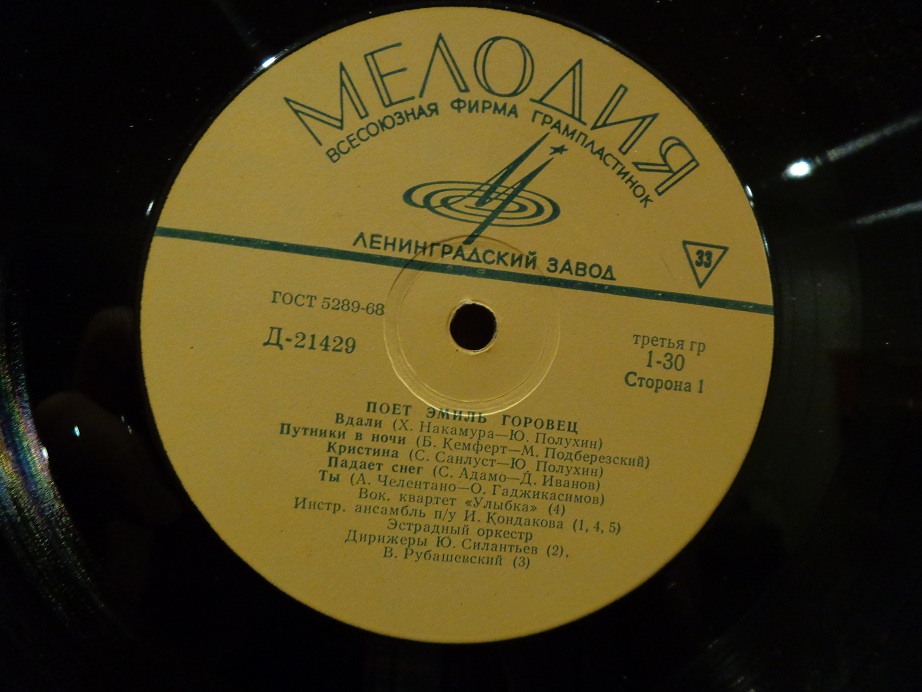 МЕЛОДИЯ
ВСЕСОЮЗНАЯ ФИРМА ГРАМПЛАСТИНОК
ЛЕНИНГРАДСКИЙ ЗАВОД
33
ГОСТ 5289-68
Д-21429
третья гр
1-30
Сторона 1
ПОЕТ ЭМИЛЬ ГОРОВЕЦ
Вдали (Х. Накамура—Ю. Полухин)
Путники в ночи (Б. Кемферт—М. Подберезский)
Кристина (С. Санлуст—Ю. Полухин)
Падает снег (С. Адамо—Д. Иванов)
Ты (А. Челентано—О. Гаджикасимов)
Вок. квартет «Улыбка» (4)
Инстр. ансамбль п/у И. Кондакова (1, 4, 5)
Эстрадный оркестр
Дирижеры Ю. Силантьев (2),
В. Рубашевский (3)